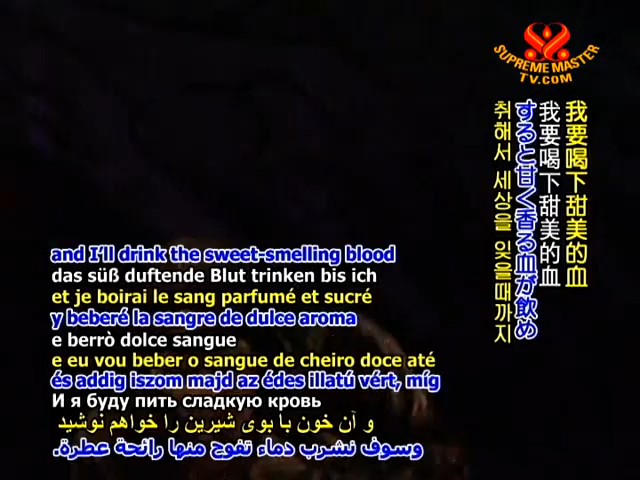 SUPREME MASTER
TV.COM
我要喝下甜美的血
我要喝下甜美的血
すると甘く香る血が飲め
취해서 세상을 잊을때까지
and I'll drink the sweet-smelling blood
das süß duftende Blut trinken bis ich
et je boirai le sang parfumé et sucré
y beberé la sangre de dulce aroma
e berrò dolce sangue
e eu vou beber o sangue de cheiro doce até
és addig iszom majd az édes illatú vért, míg
И я буду пить сладкую кровь
و آن خون با بوی شیرین را خواهم نوشید
وسوف نشرب دماء تفوح منها رائحة عطرة.